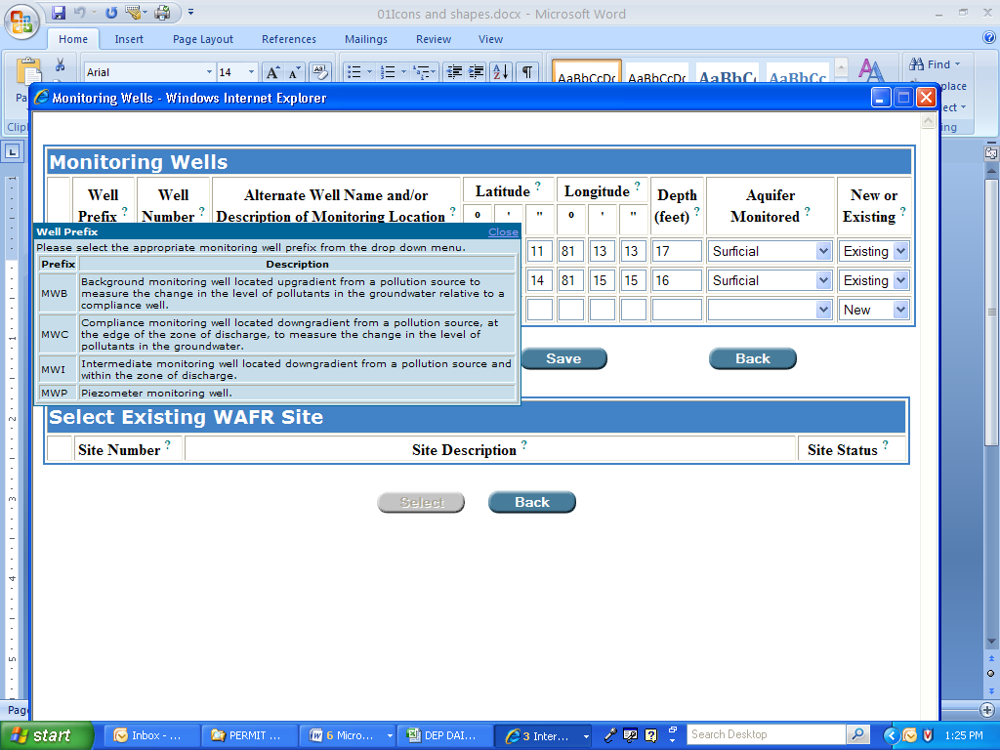 01Icons and shapes.docx - Microsoft Word
Home Insert Page Layout References Mailings Review View
Arial 14 AaBbCcDc AaBbCcDc AaBbC AaBbCc Find
Monitoring Wells - Windows Internet Explorer
Monitoring Wells
Well Prefix ? Well Number ? Alternate Well Name and/or Description of Monitoring Location ? Latitude ? Longitude ? Depth (feet) ? Aquifer Monitored ? New or Existing ?
o ' " o ' "
Well Prefix Close
Please select the appropriate monitoring well prefix from the drop down menu.
Prefix Description
MWB Background monitoring well located upgradient from a pollution source to
measure the change in the level of pollutants in the groundwater relative to a
compliance well.
MWC Compliance monitoring well located downgradient from a pollution source, at
the edge of the zone of discharge, to measure the change in the level of
pollutants in the groundwater.
MWI Intermediate monitoring well located downgradient from a pollution source and
within the zone of discharge.
MWP Piezometer monitoring well.
11 81 13 13 17 Surficial Existing
14 81 15 15 16 Surficial Existing
New
Save Back
Select Existing WAFR Site
Site Number ? Site Description ? Site Status ?
Select Back
start Inbox - ... PERMIT ... 6 Micro... DEP DAI... 3 Inter... Search Desktop 1:25 PM